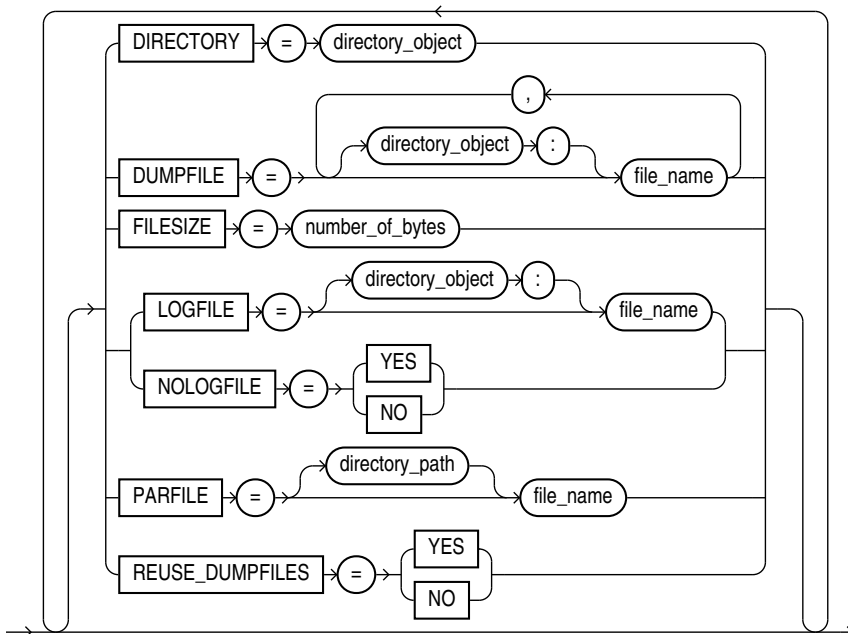 DIRECTORY = directory_object
,
directory_object :
DUMPFILE = file_name
FILESIZE = number_of_bytes
directory_object :
LOGFILE = file_name
YES
NOLOGFILE =
NO
directory_path
PARFILE = file_name
YES
REUSE_DUMPFILES =
NO